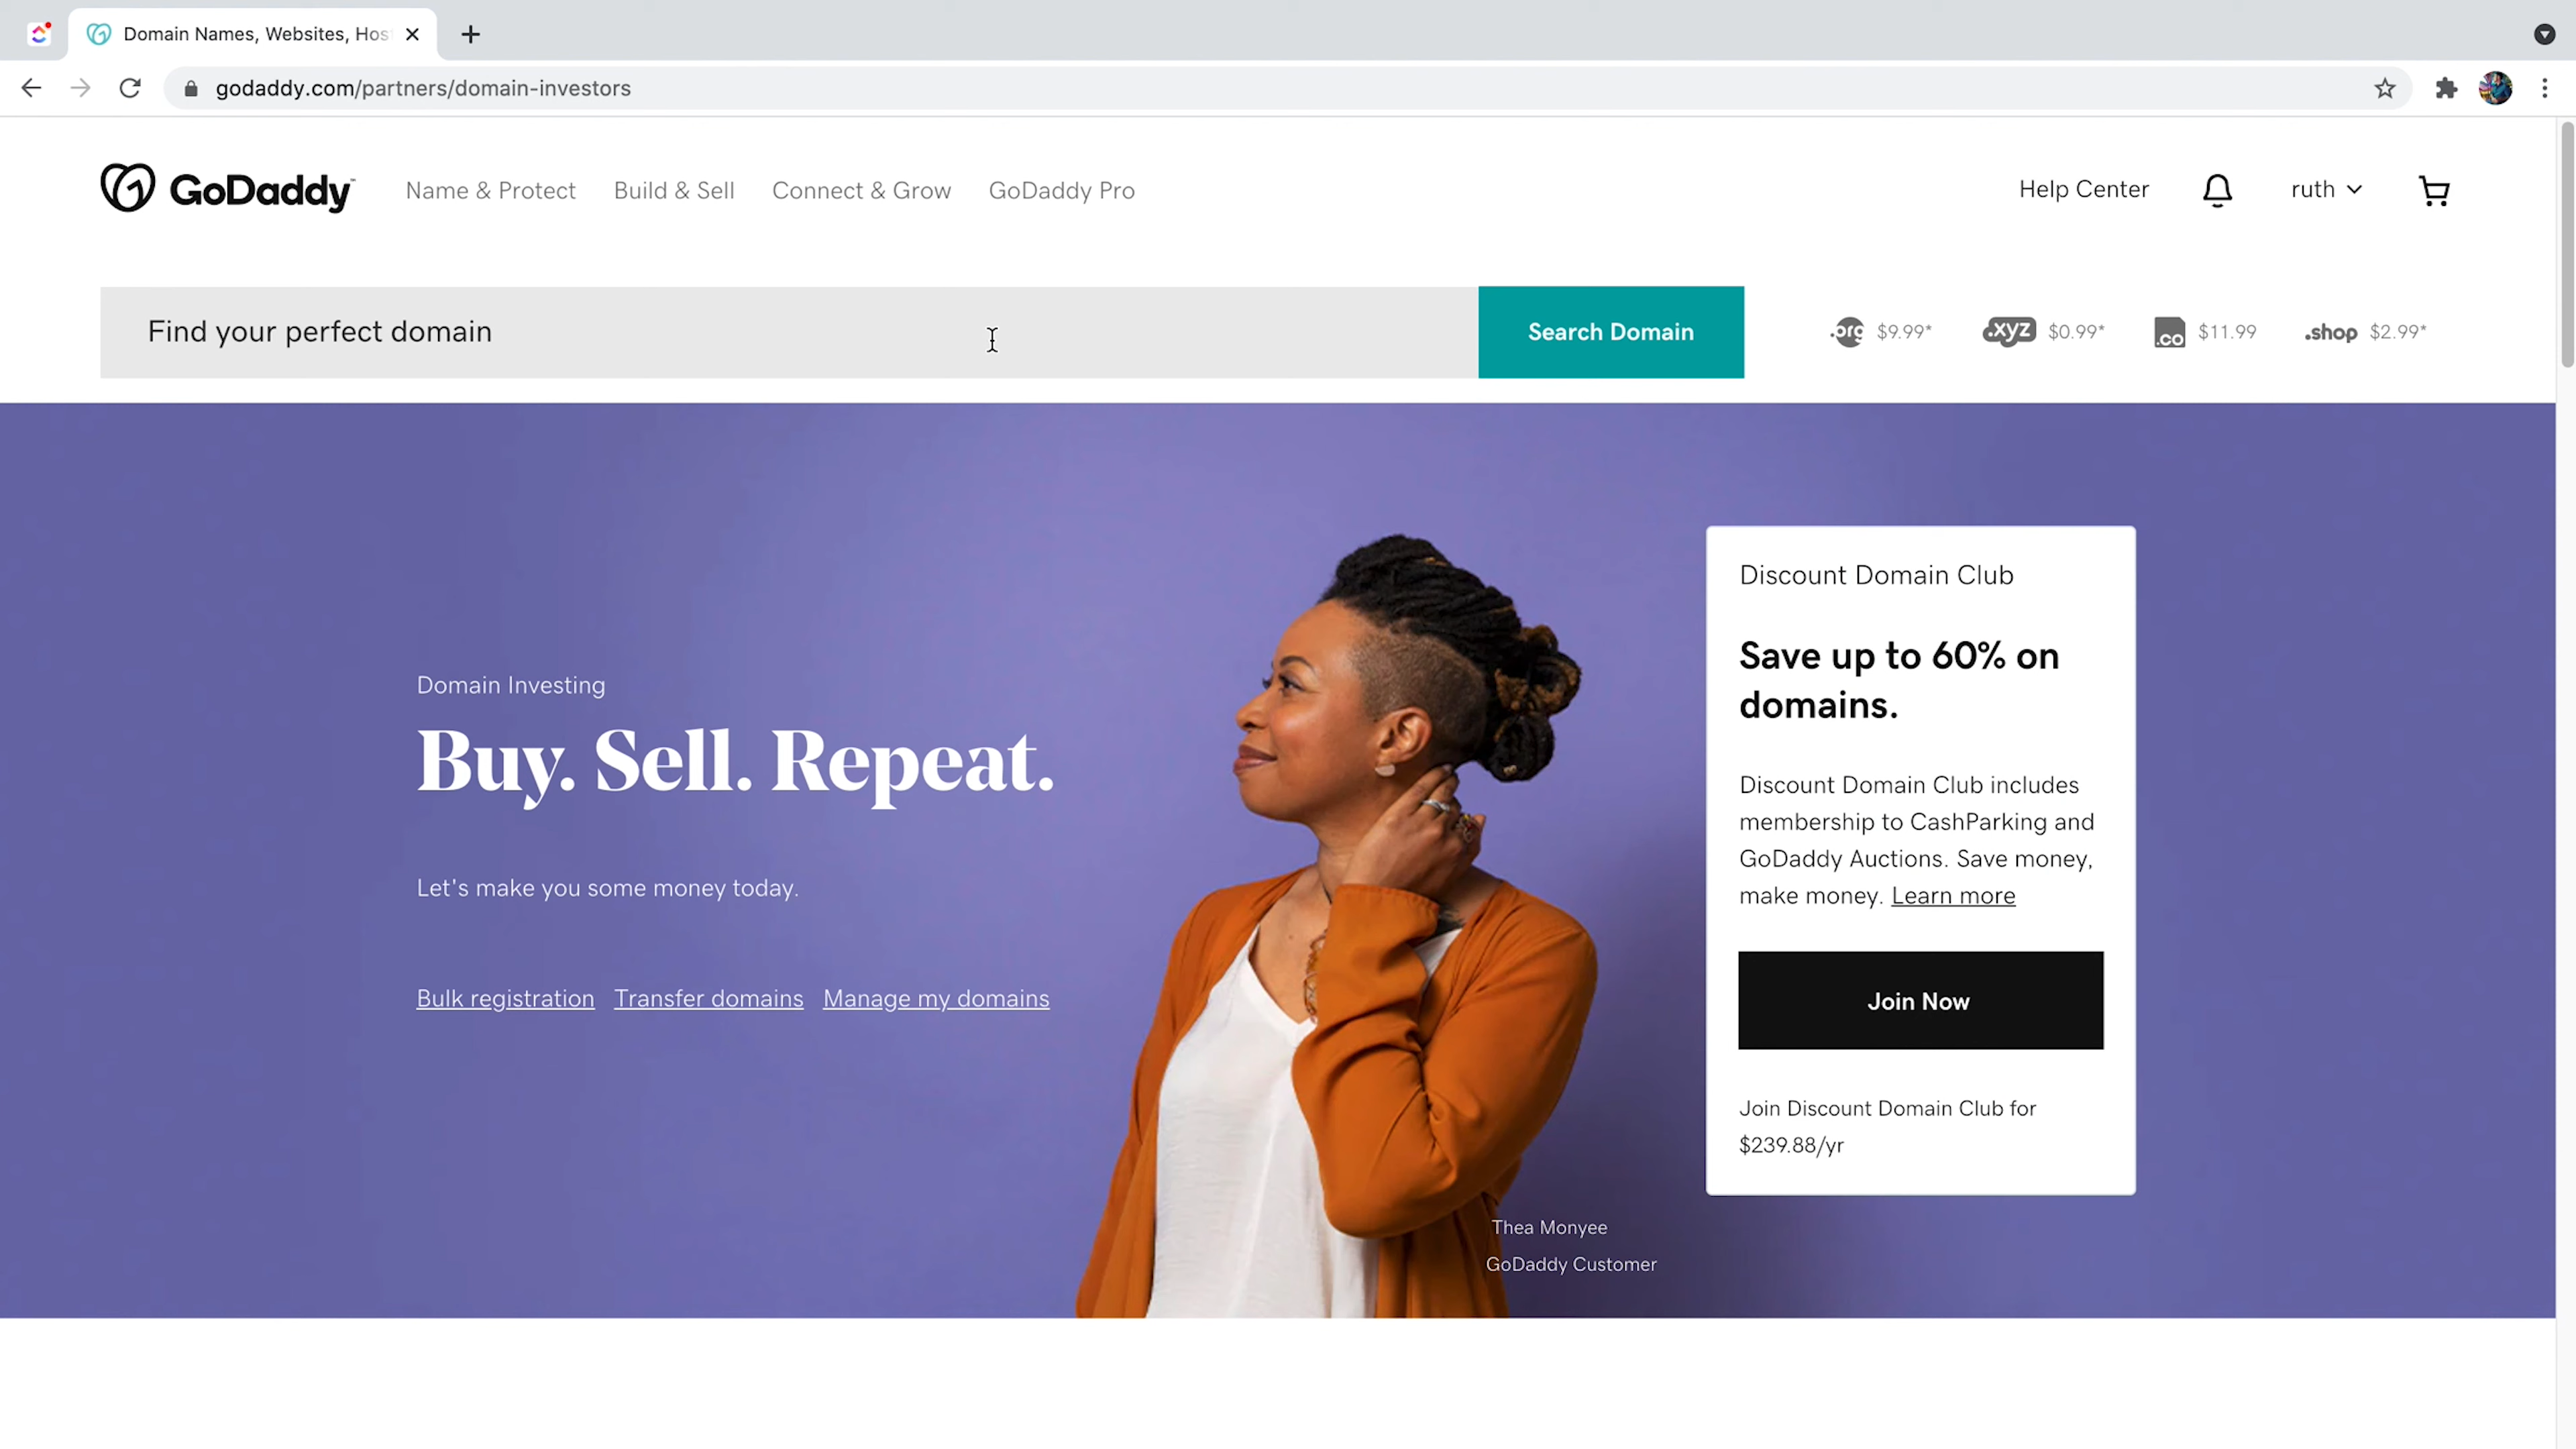 Domain Names, Websites, Hos
godaddy.com/partners/domain-investors
GoDaddy™ Name & Protect Build & Sell Connect & Grow GoDaddy Pro Help Center ruth
Find your perfect domain Search Domain .org $9.99* .xyz $0.99* .co $11.99 .shop $2.99*
Domain Investing
Buy. Sell. Repeat.
Let's make you some money today.
Bulk registration Transfer domains Manage my domains
Discount Domain Club
Save up to 60% on
domains.
Discount Domain Club includes
membership to CashParking and
GoDaddy Auctions. Save money,
make money. Learn more
Join Now
Join Discount Domain Club for
$239.88/yr
Thea Monyee
GoDaddy Customer